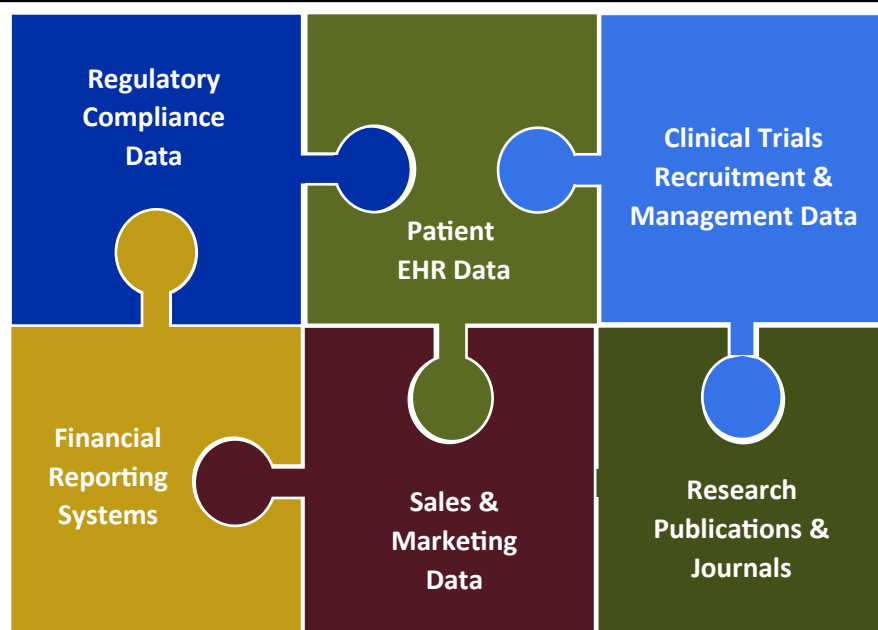 Regulatory
Compliance
Data
Patient
EHR Data
Clinical Trials
Recruitment &
Management Data
Financial
Reporting
Systems
Sales &
Marketing
Data
Research
Publications &
Journals